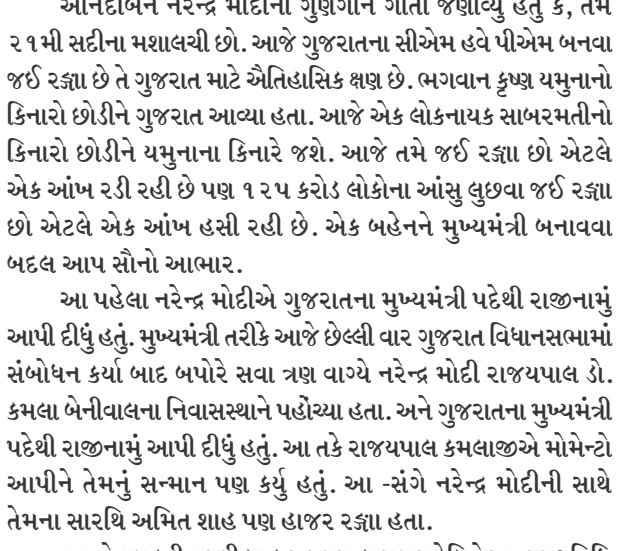 આનંદીબેને નરેન્દ્ર મોદીના ગુણગાન ગાતા જણાવ્યુ હતુ કે, તમે
૨૧મી સદીના મશાલચી છો. આજે ગુજરાતના સીએમ હવે પીએમ બનવા
જઈ રહ્ના છે તે ગુજરાત માટે ઐતિહાસિક ક્ષણ છે. ભગવાન કૃષ્ણ યમુનાનો
કિનારો છોડીને ગુજરાત આવ્યા હતા. આજે એક લોકનાયક સાબરમતીનો
કિનારો છોડીને યમુનાના કિનારે જશે. આજે તમે જઈ રહ્ના છો એટલે
એક આંખ રડી રહી છે પણ ૧૨૫ કરોડ લોકોના આંસુ લુછવા જઈ રહ્ના
છો એટલે એક આંખ હસી રહી છે. એક બહેનને મુખ્યમંત્રી બનાવવા
બદલ આપ સૌનો આભાર.
આ પહેલા નરેન્દ્ર મોદીએ ગુજરાતના મુખ્યમંત્રી પદેથી રાજીનામું
આપી દીધું હતું. મુખ્યમંત્રી તરીકે આજે છેલ્લી વાર ગુજરાત વિધાનસભામાં
સંબોધન કર્યા બાદ બપોરે સવા ત્રણ વાગ્યે નરેન્દ્ર મોદી રાજયપાલ ડો.
કમલા બેનીવાલના નિવાસસ્થાને પહોંચ્યા હતા. અને ગુજરાતના મુખ્યમંત્રી
પદેથી રાજીનામું આપી દીધું હતું. આ તકે રાજયપાલ કમલાજીએ મોમેન્ટો
આપીને તેમનું સન્માન પણ કર્યુ હતું. આ -સંગે નરેન્દ્ર મોદીની સાથે
તેમના સારથિ અમિત શાહ પણ હાજર રહ્ના હતા.